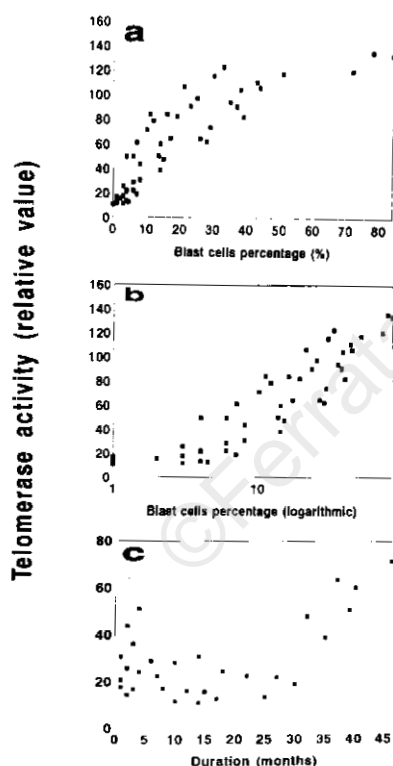 Telomerase activity (relative value)
a
160
140
120
100
80
60
40
20
0
0 10 20 30 40 50 60 70 80
Blast cells percentage (%)
b
160
140
120
100
80
60
40
20
0
1 10
Blast cells percentage (logarithmic)
c
80
60
40
20
0
0 5 10 15 20 25 30 35 40 45
Duration (months)
©Ferrata